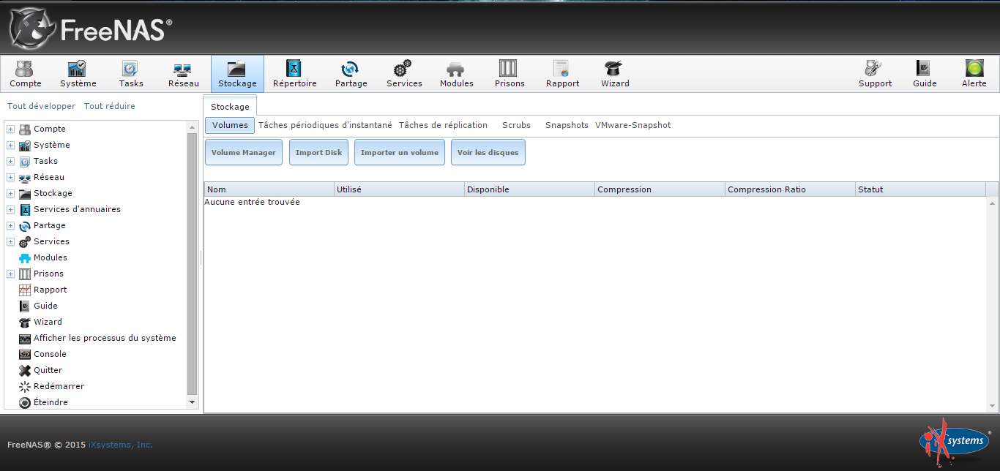 FreeNAS®
Compte Système Tasks Réseau Stockage Répertoire Partage Services Modules Prisons Rapport Wizard Support Guide Alerte
Tout développer Tout réduire
Compte
Système
Tasks
Réseau
Stockage
Services d'annuaires
Partage
Services
Modules
Prisons
Rapport
Guide
Wizard
Afficher les processus du système
Console
Quitter
Redémarrer
Éteindre
Stockage
Volumes Tâches périodiques d'instantané Tâches de réplication Scrubs Snapshots VMware-Snapshot
Volume Manager Import Disk Importer un volume Voir les disques
Nom Utilisé Disponible Compression Compression Ratio Statut
Aucune entrée trouvée
FreeNAS® © 2015 iXsystems, Inc.
iXsystems®